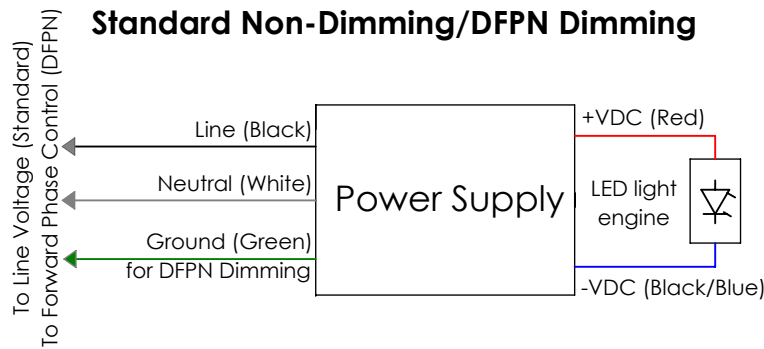 Standard Non-Dimming/DFPN Dimming
To Line Voltage (Standard)
To Forward Phase Control (DFPN)
Line (Black)
Neutral (White)
Ground (Green)
for DFPN Dimming
Power Supply
+VDC (Red)
LED light
engine
-VDC (Black/Blue)